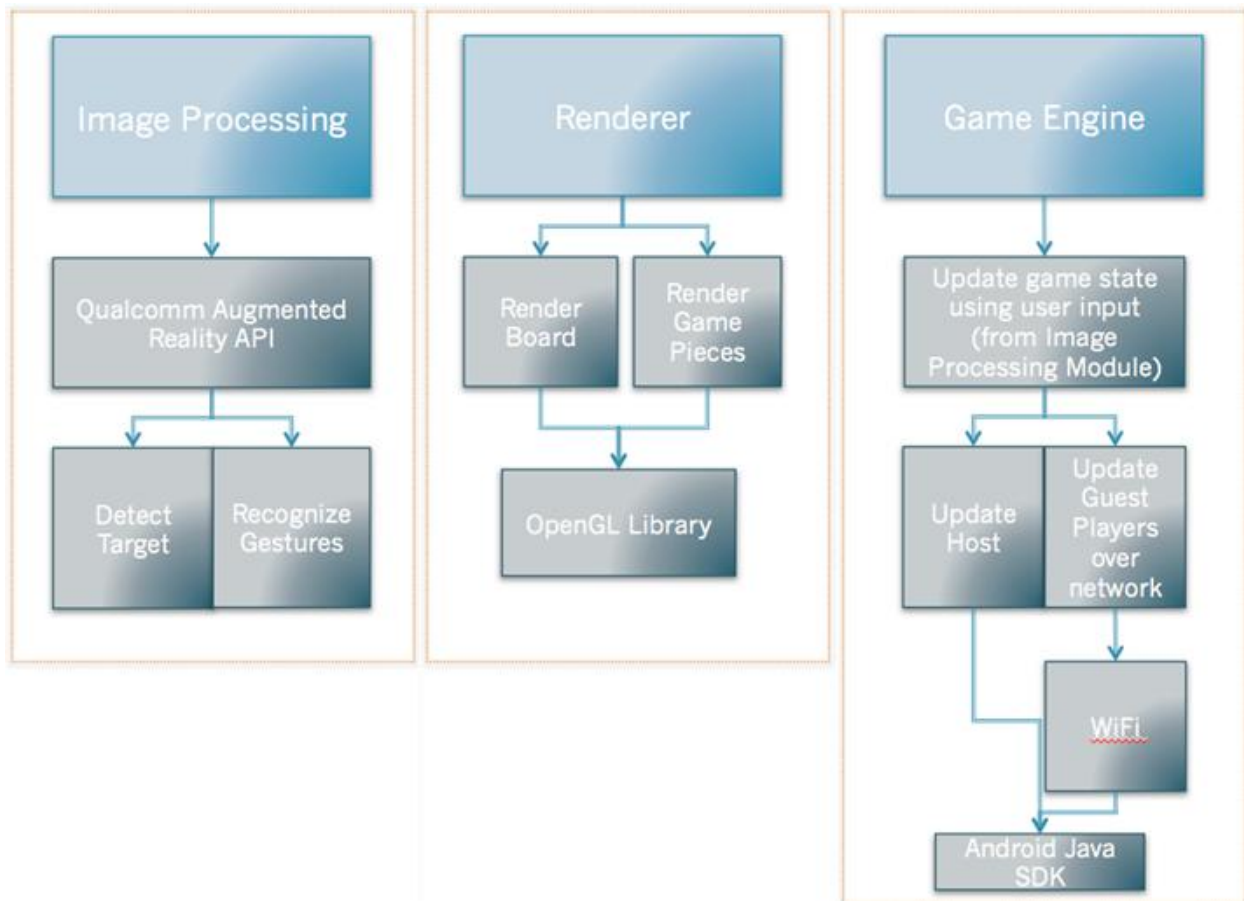 Image Processing
Qualcomm Augmented
Reality API
Detect
Target
Recognize
Gestures
Renderer
Render
Board
Render
Game
Pieces
OpenGL Library
Game Engine
Update game state
using user input
(from Image
Processing Module)
Update
Host
Update
Guest
Players
over
network
WiFi
Android Java
SDK